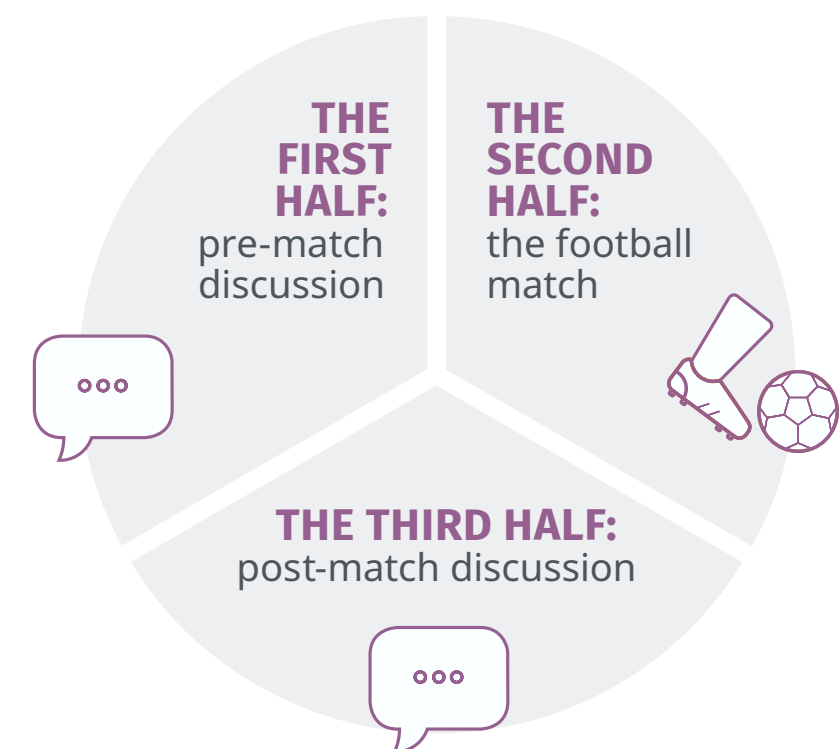 THE
FIRST
HALF:
pre-match
discussion
THE
SECOND
HALF:
the football
match
THE THIRD HALF:
post-match discussion